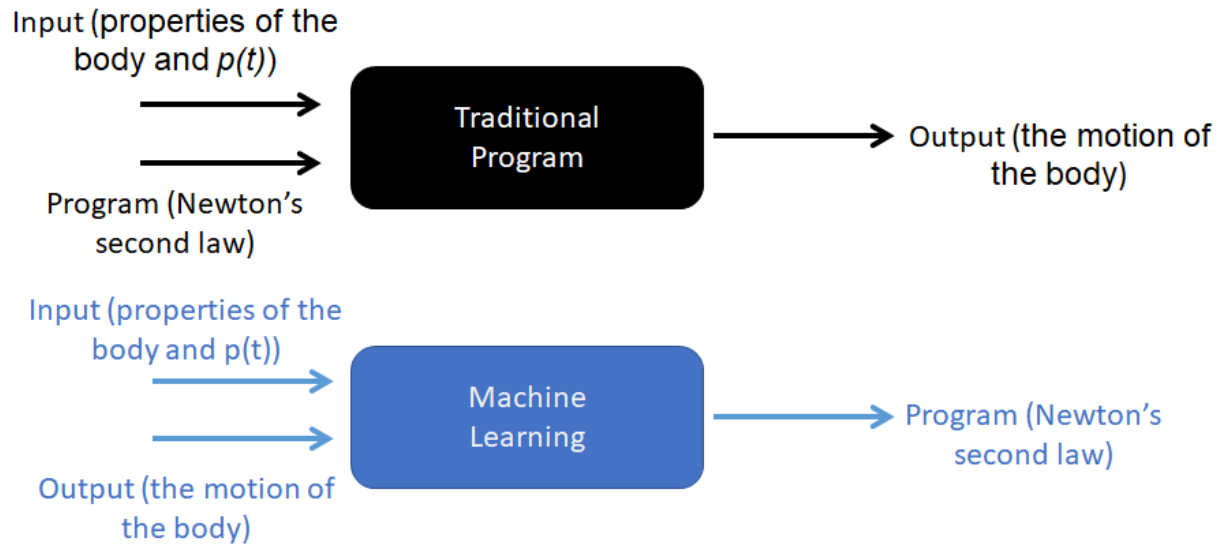 Input (properties of the
body and p(t))
Traditional
Program
Output (the motion of
the body)
Program (Newton’s
second law)
Input (properties of the
body and p(t))
Machine
Learning
Program (Newton’s
second law)
Output (the motion of
the body)